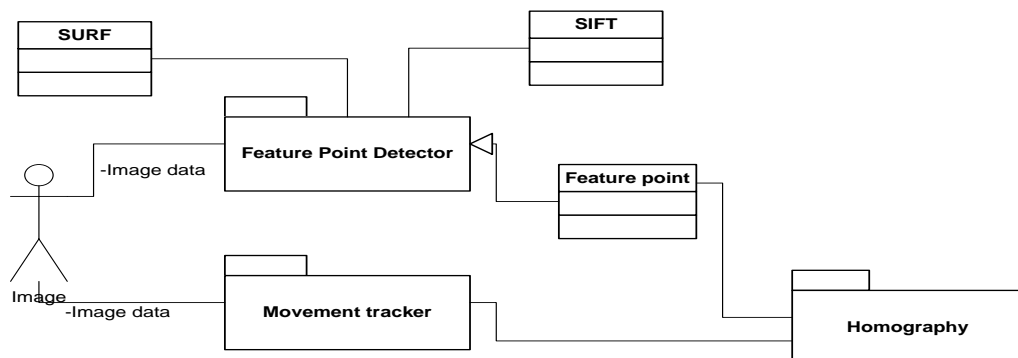 SURF
SIFT
Feature Point Detector
-Image data
Feature point
Image
-Image data
Movement tracker
Homography